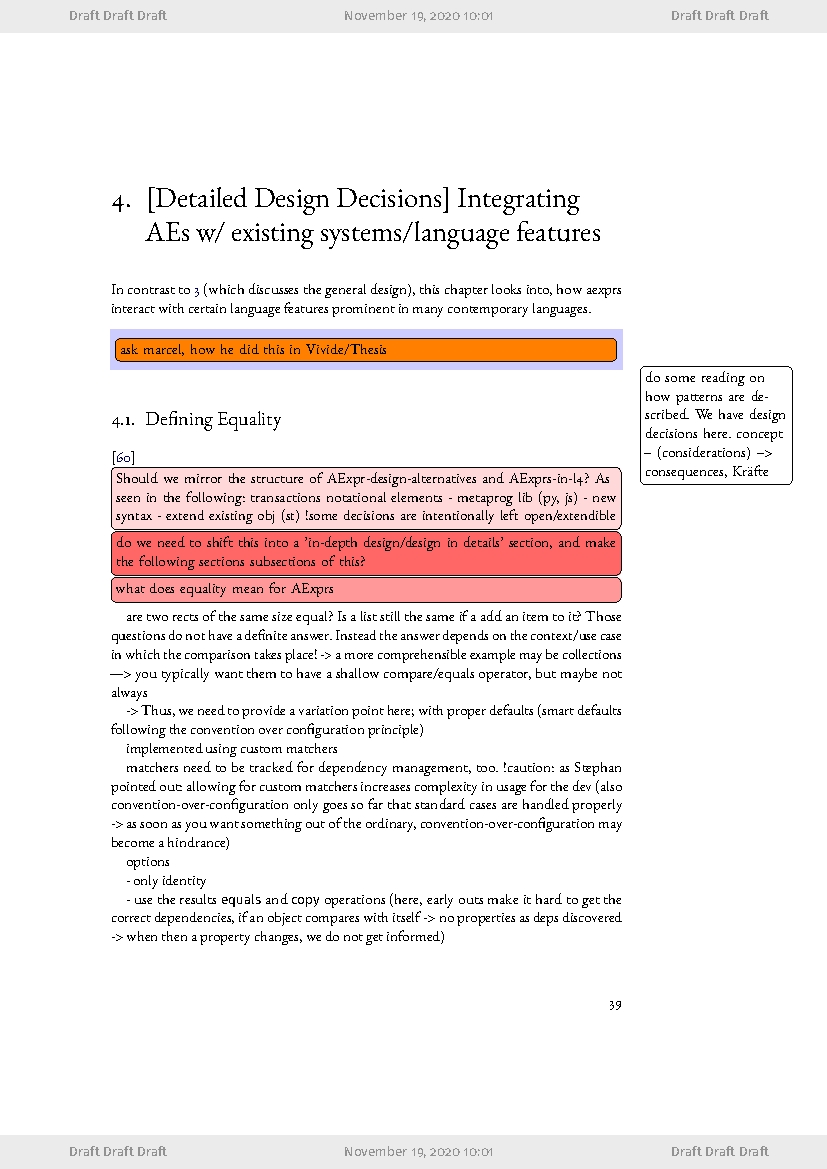 Draft Draft Draft November 19, 2020 10:01 Draft Draft Draft
4. [Detailed Design Decisions] Integrating
AEs w/ existing systems/language features
In contrast to 3 (which discusses the general design), this chapter looks into, how aexprs
interact with certain language features prominent in many contemporary languages.
ask marcel, how he did this in Vivide/Thesis
do some reading on
how patterns are de-
scribed. We have design
decisions here. concept
– (considerations) –>
consequences, Kräfte
4.1. Defining Equality
[60]
Should we mirror the structure of AExpr-design-alternatives and AExprs-in-l4? As
seen in the following: transactions notational elements - metaprog lib (py, js) - new
syntax - extend existing obj (st) !some decisions are intentionally left open/extendible
do we need to shift this into a 'in-depth design/design in details' section, and make
the following sections subsections of this?
what does equality mean for AExprs
are two rects of the same size equal? Is a list still the same if a add an item to it? Those
questions do not have a definite answer. Instead the answer depends on the context/use case
in which the comparison takes place! -> a more comprehensible example may be collections
—> you typically want them to have a shallow compare/equals operator, but maybe not
always
-> Thus, we need to provide a variation point here; with proper defaults (smart defaults
following the convention over configuration principle)
implemented using custom matchers
matchers need to be tracked for dependency management, too. !caution: as Stephan
pointed out: allowing for custom matchers increases complexity in usage for the dev (also
convention-over-configuration only goes so far that standard cases are handled properly
-> as soon as you want something out of the ordinary, convention-over-configuration may
become a hindrance)
options
- only identity
- use the results equals and copy operations (here, early outs make it hard to get the
correct dependencies, if an object compares with itself -> no properties as deps discovered
-> when then a property changes, we do not get informed)
39
Draft Draft Draft November 19, 2020 10:01 Draft Draft Draft